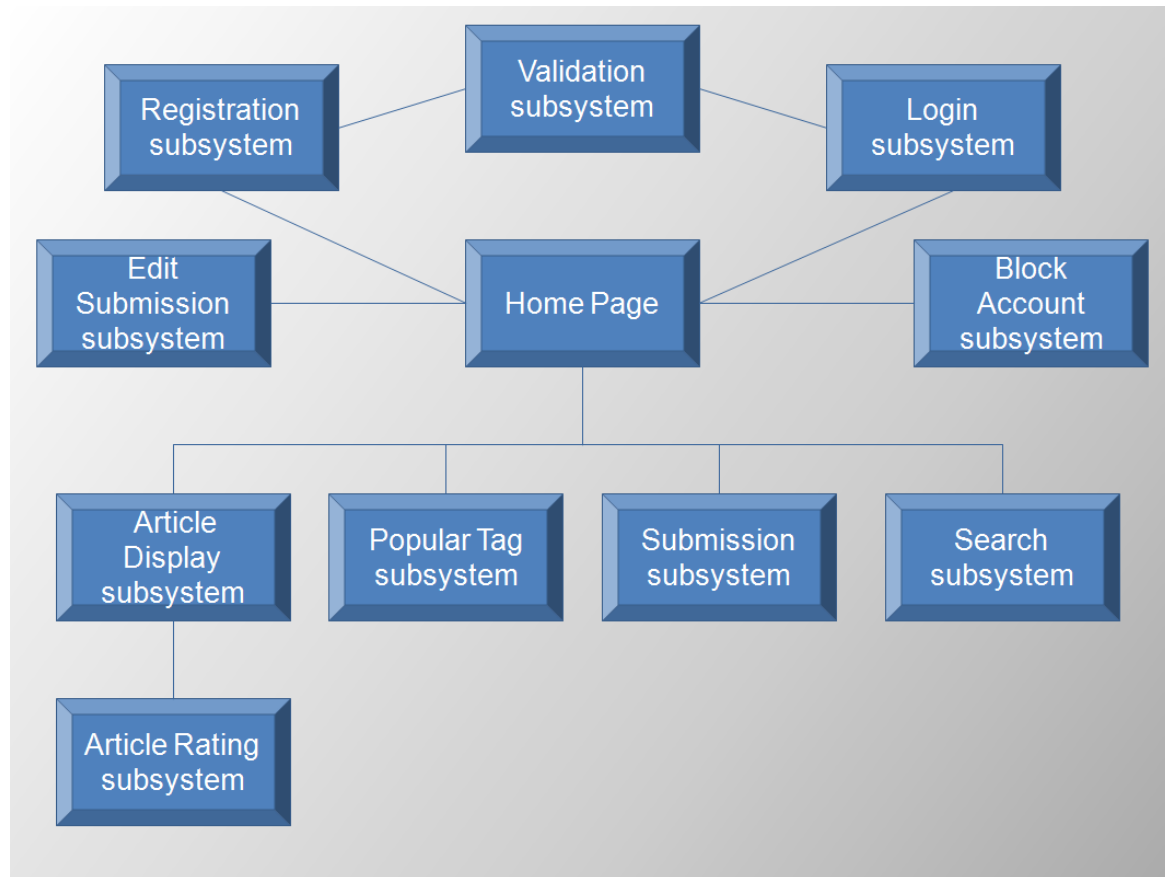 Validation
subsystem
Registration
subsystem
Login
subsystem
Edit
Submission
subsystem
Home Page
Block
Account
subsystem
Article
Display
subsystem
Popular Tag
subsystem
Submission
subsystem
Search
subsystem
Article Rating
subsystem